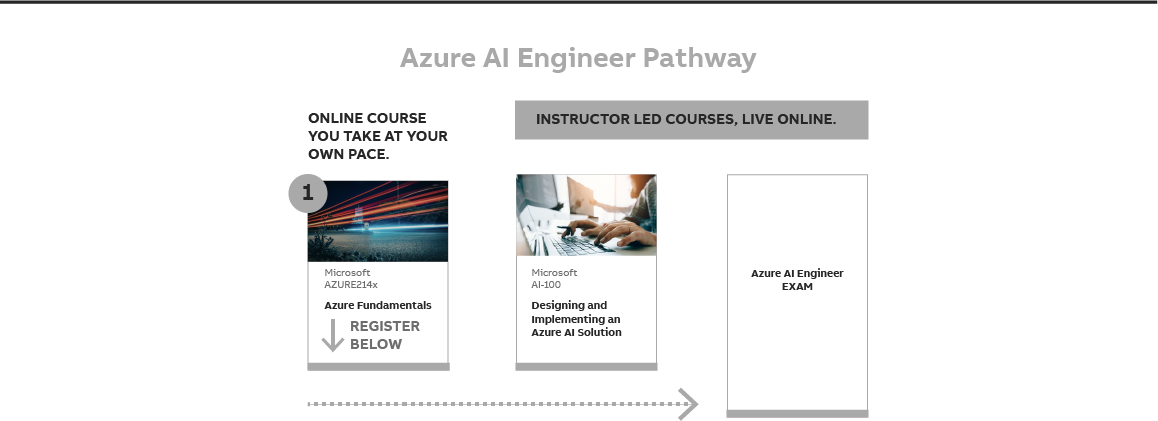 Azure AI Engineer Pathway
ONLINE COURSE
YOU TAKE AT YOUR
OWN PACE.
INSTRUCTOR LED COURSES, LIVE ONLINE.
1
Microsoft
AZURE214x
Azure Fundamentals
REGISTER
BELOW
Microsoft
AI-100
Designing and
Implementing an
Azure AI Solution
Azure AI Engineer
EXAM